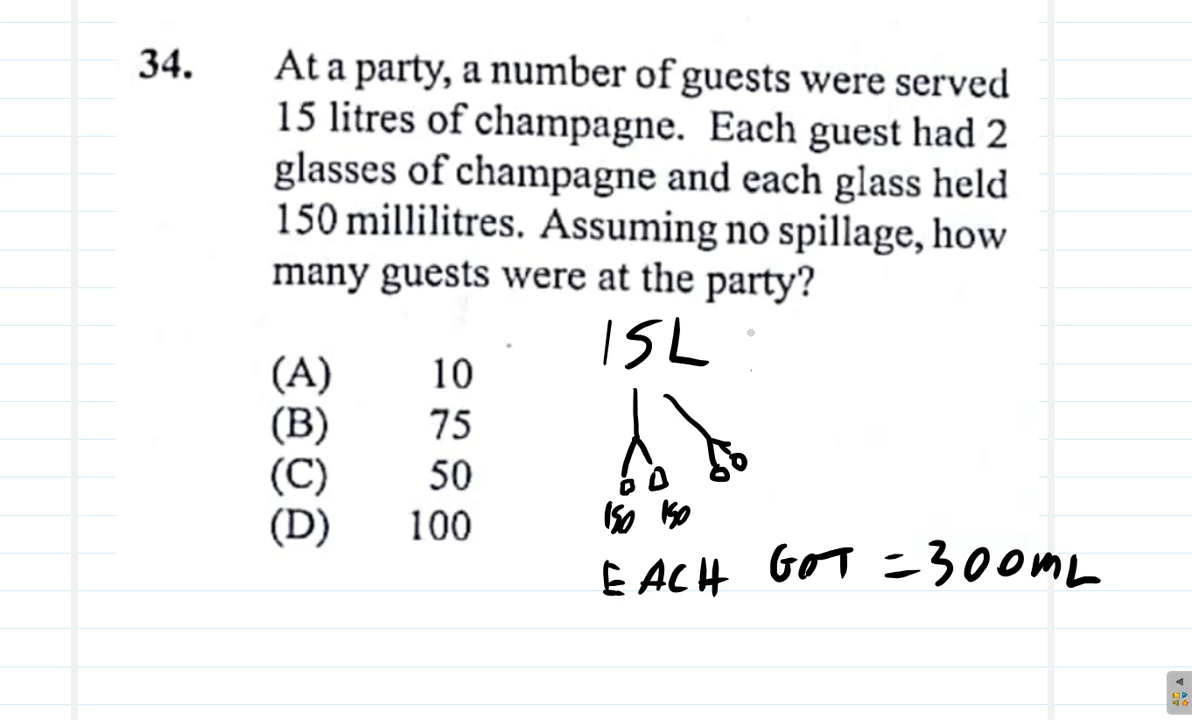 34. At a party, a number of guests were served
15 litres of champagne. Each guest had 2
glasses of champagne and each glass held
150 millilitres. Assuming no spillage, how
many guests were at the party?
(A) 10
(B) 75
(C) 50
(D) 100
15L
150 150
EACH GOT = 300mL